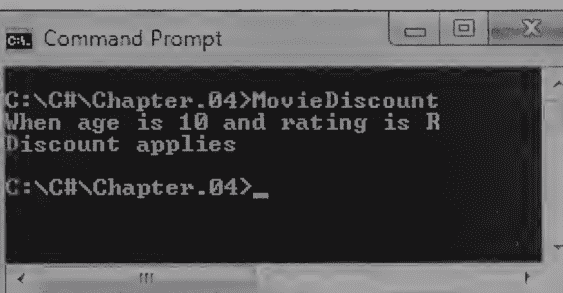 C:\. Command Prompt
C:\C#\Chapter.04>MovieDiscount
When age is 10 and rating is R
Discount applies
C:\C#\Chapter.04>_